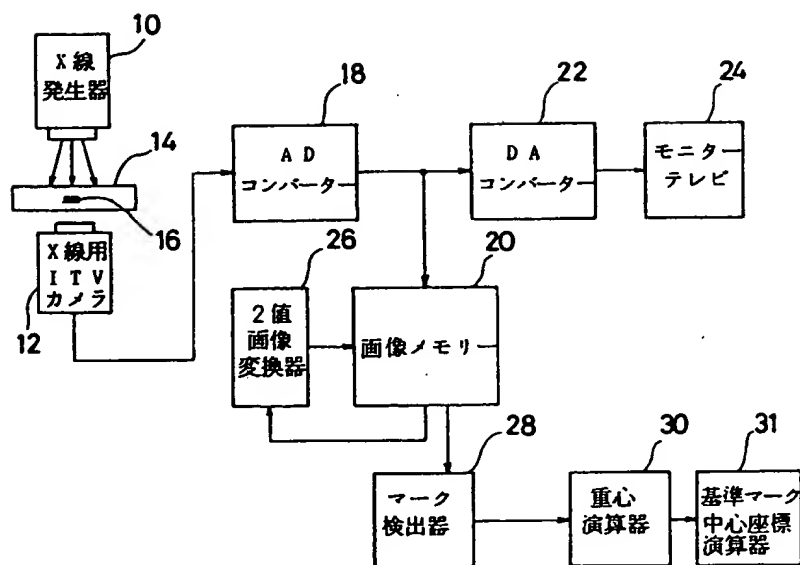 10
X線
発生器
14
16
X線用
ITV
カメラ
12
18
AD
コンバーター
22
DA
コンバーター
24
モニター
テレビ
26
2値
画像
変換器
20
画像メモリー
28
マーク
検出器
30
重心
演算器
31
基準マーク
中心座標
演算器